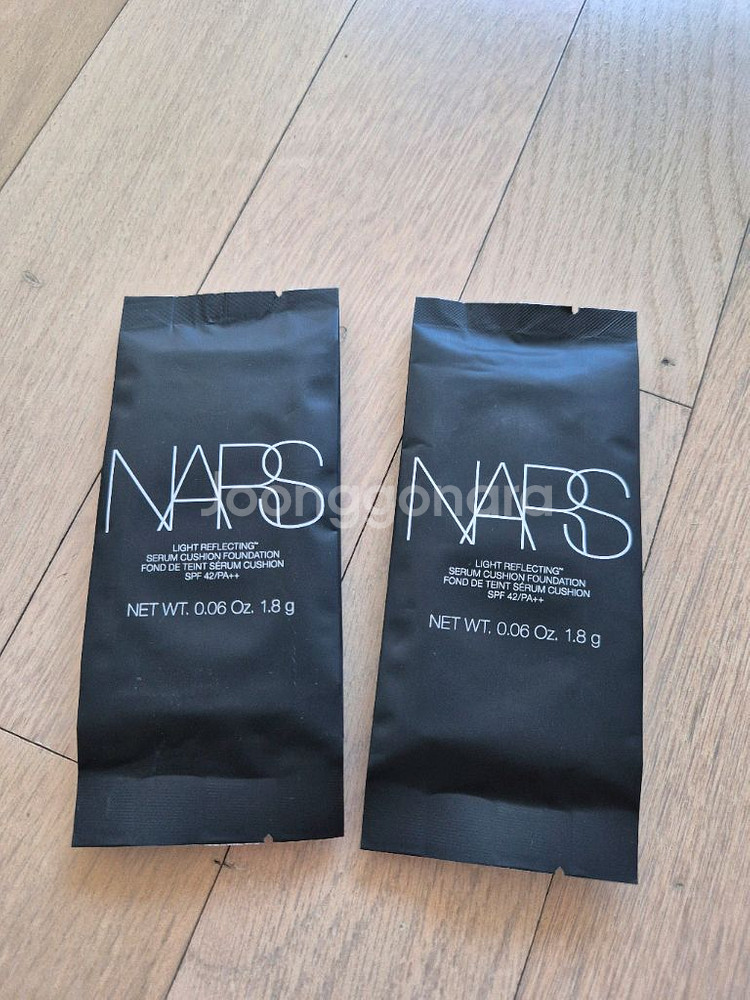 NARS
LIGHT REFLECTING™
SERUM CUSHION FOUNDATION
FOND DE TEINT SÉRUM CUSHION
SPF 42/PA++
NET WT. 0.06 Oz. 1.8 g
NARS
LIGHT REFLECTING™
SERUM CUSHION FOUNDATION
FOND DE TEINT SÉRUM CUSHION
SPF 42/PA++
NET WT. 0.06 Oz. 1.8 g
Joonggonara